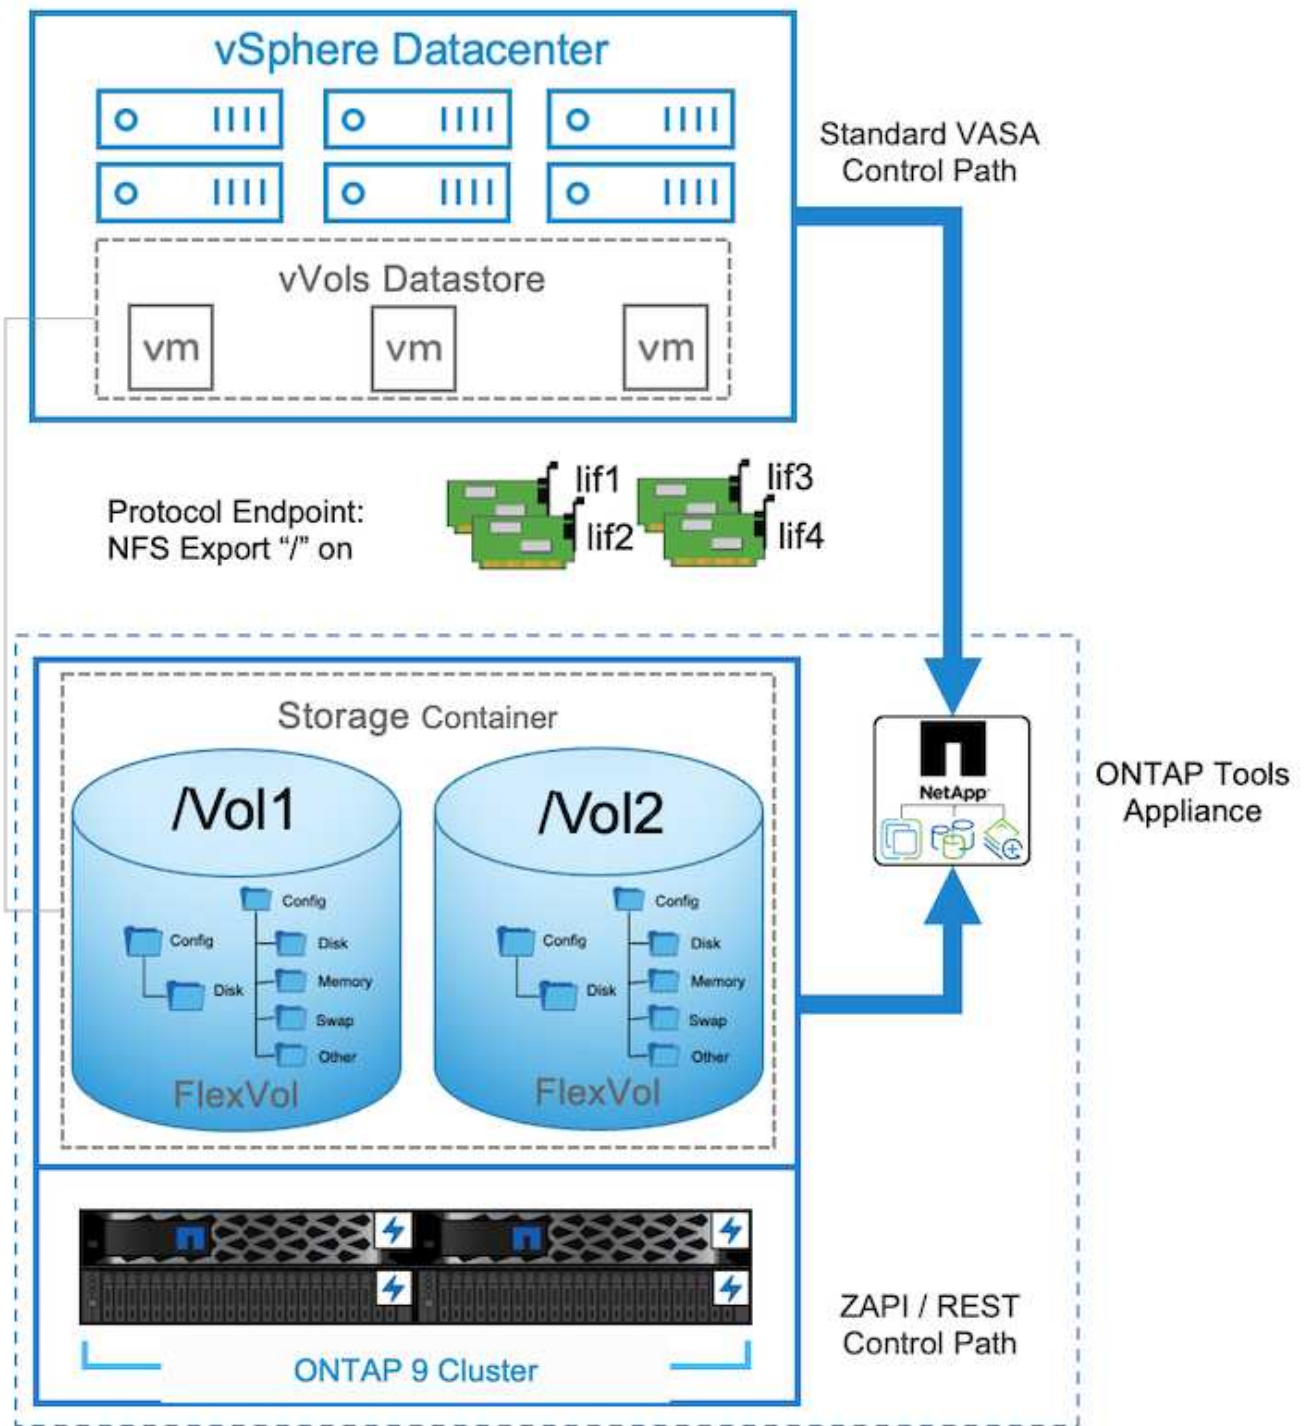 vSphere Datacenter
Standard VASA
Control Path
vVols Datastore
vm
vm
vm
Protocol Endpoint:
NFS Export “/” on
lif1
lif2
lif3
lif4
Storage Container
/Vol1
Config
Disk
Config
Disk
Memory
Swap
Other
FlexVol
/Vol2
Config
Disk
Config
Disk
Memory
Swap
Other
FlexVol
NetApp
ONTAP Tools
Appliance
ZAPI / REST
Control Path
ONTAP 9 Cluster